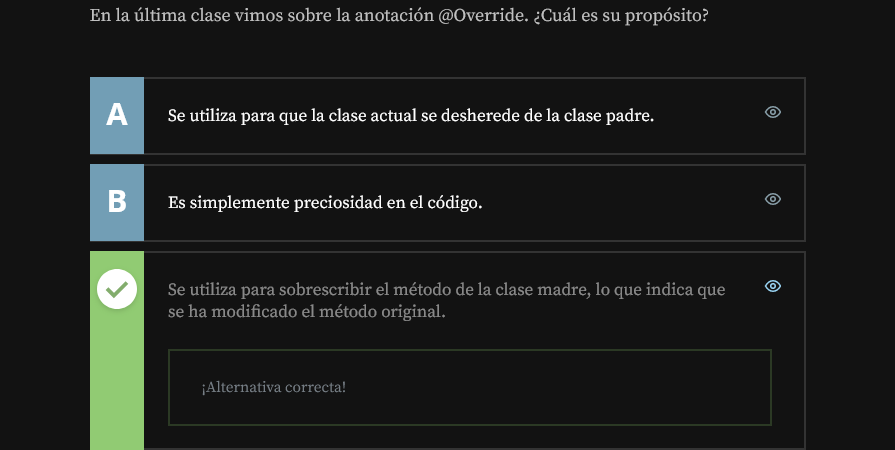 En la última clase vimos sobre la anotación @Override. ¿Cuál es su propósito?
A
Se utiliza para que la clase actual se desherede de la clase padre.
B
Es simplemente preciosidad en el código.
Se utiliza para sobrescribir el método de la clase madre, lo que indica que
se ha modificado el método original.
¡Alternativa correcta!